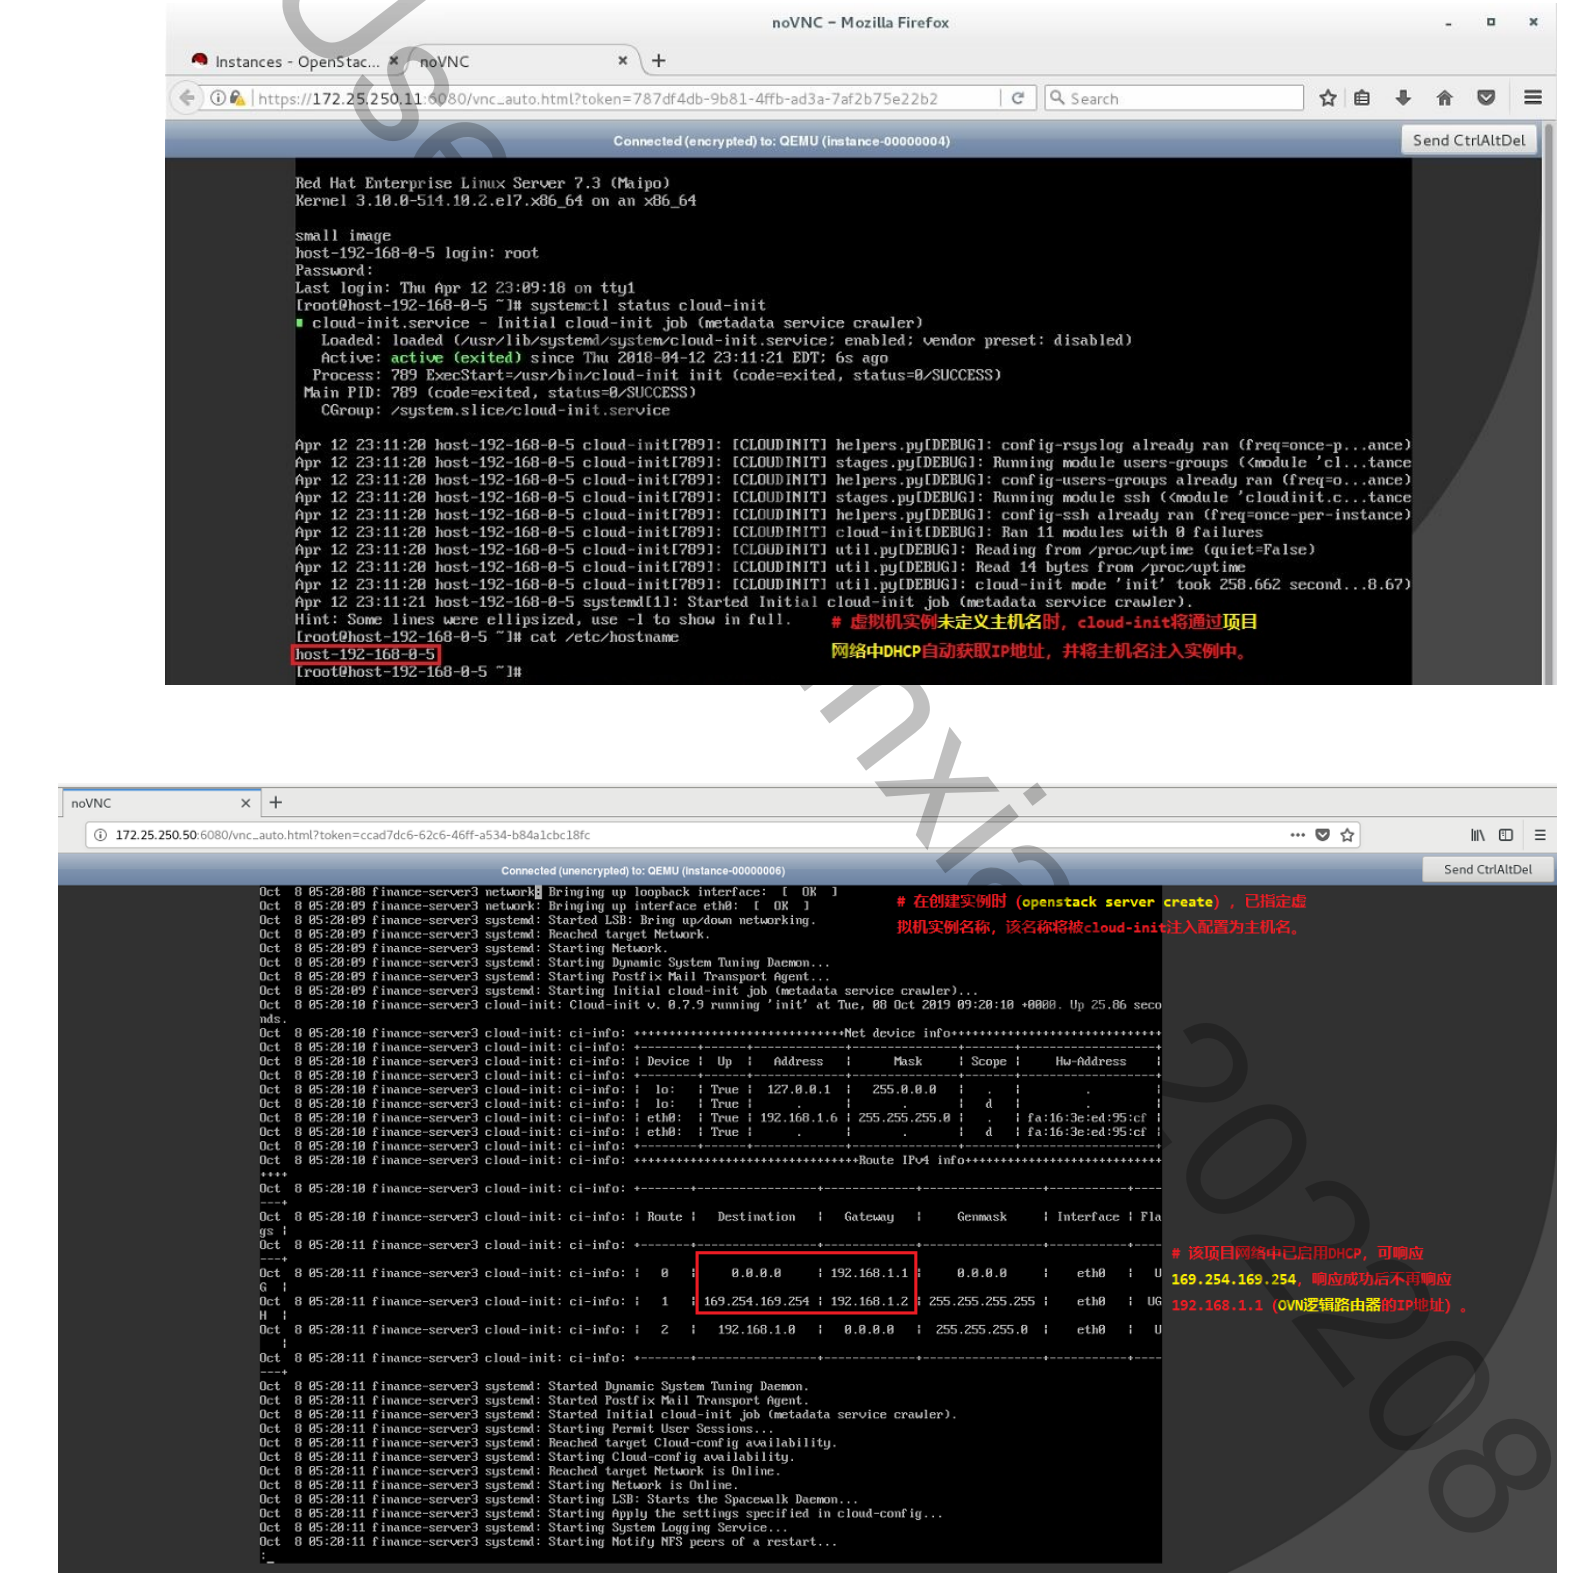 noVNC - Mozilla Firefox
Instances - OpenStac... × noVNC × +
https://172.25.250.11:6080/vnc_auto.html?token=787df4db-9b81-4ffb-ad3a-7af2b75e22b2 Search
Connected (encrypted) to: QEMU (instance-00000004) Send CtrlAltDel
Red Hat Enterprise Linux Server 7.3 (Maipo)
Kernel 3.10.0-514.10.2.el7.x86_64 on an x86_64
small image
host-192-168-0-5 login: root
Password:
Last login: Thu Apr 12 23:09:18 on tty1
[root@host-192-168-0-5 ~]# systemctl status cloud-init
cloud-init.service - Initial cloud-init job (metadata service crawler)
Loaded: loaded (/usr/lib/systemd/system/cloud-init.service; enabled; vendor preset: disabled)
Active: active (exited) since Thu 2018-04-12 23:11:21 EDT; 6s ago
Process: 789 ExecStart=/usr/bin/cloud-init init (code=exited, status=0/SUCCESS)
Main PID: 789 (code=exited, status=0/SUCCESS)
CGroup: /system.slice/cloud-init.service
Apr 12 23:11:20 host-192-168-0-5 cloud-init[789]: [CLOUDINIT] helpers.py[DEBUG]: config-rsyslog already ran (freq=once-p...ance)
Apr 12 23:11:20 host-192-168-0-5 cloud-init[789]: [CLOUDINIT] stages.py[DEBUG]: Running module users-groups (<module 'cl...tance
Apr 12 23:11:20 host-192-168-0-5 cloud-init[789]: [CLOUDINIT] helpers.py[DEBUG]: config-users-groups already ran (freq=o...ance)
Apr 12 23:11:20 host-192-168-0-5 cloud-init[789]: [CLOUDINIT] stages.py[DEBUG]: Running module ssh (<module 'cloudinit.c...tance
Apr 12 23:11:20 host-192-168-0-5 cloud-init[789]: [CLOUDINIT] helpers.py[DEBUG]: config-ssh already ran (freq=once-per-instance)
Apr 12 23:11:20 host-192-168-0-5 cloud-init[789]: [CLOUDINIT] cloud-init[DEBUG]: Ran 11 modules with 0 failures
Apr 12 23:11:20 host-192-168-0-5 cloud-init[789]: [CLOUDINIT] util.py[DEBUG]: Reading from /proc/uptime (quiet=False)
Apr 12 23:11:20 host-192-168-0-5 cloud-init[789]: [CLOUDINIT] util.py[DEBUG]: Read 14 bytes from /proc/uptime
Apr 12 23:11:20 host-192-168-0-5 cloud-init[789]: [CLOUDINIT] util.py[DEBUG]: cloud-init mode 'init' took 258.662 second...8.67)
Apr 12 23:11:21 host-192-168-0-5 systemd[1]: Started Initial cloud-init job (metadata service crawler).
Hint: Some lines were ellipsized, use -l to show in full.
# 虚拟机实例未定义主机名时，cloud-init将通过项目
网络中DHCP自动获取IP地址，并将主机名注入实例中。
[root@host-192-168-0-5 ~]# cat /etc/hostname
host-192-168-0-5
[root@host-192-168-0-5 ~]#
noVNC × +
172.25.250.50:6080/vnc_auto.html?token=ccad7dc6-62c6-46ff-a534-b84a1cbc18fc
Connected (unencrypted) to: QEMU (instance-00000006) Send CtrlAltDel
Oct 8 05:20:08 finance-server3 network: Bringing up loopback interface: [ OK ]
Oct 8 05:20:09 finance-server3 network: Bringing up interface eth0: [ OK ]
Oct 8 05:20:09 finance-server3 systemd: Started LSB: Bring up/down networking.
Oct 8 05:20:09 finance-server3 systemd: Reached target Network.
Oct 8 05:20:09 finance-server3 systemd: Starting Network.
Oct 8 05:20:09 finance-server3 systemd: Starting Dynamic System Tuning Daemon...
Oct 8 05:20:09 finance-server3 systemd: Starting Postfix Mail Transport Agent...
Oct 8 05:20:09 finance-server3 systemd: Starting Initial cloud-init job (metadata service crawler)...
# 在创建实例时（openstack server create），已指定虚
拟机实例名称，该名称将被cloud-init注入配置为主机名。
Oct 8 05:20:10 finance-server3 cloud-init: Cloud-init v. 0.7.9 running 'init' at Tue, 08 Oct 2019 09:20:10 +0000. Up 25.86 seco
nds.
Oct 8 05:20:10 finance-server3 cloud-init: ci-info: ++++++++++++++++++++++++++++++Net device info++++++++++++++++++++++++++++++
Oct 8 05:20:10 finance-server3 cloud-init: ci-info: +--------+------+--------------+---------------+-------+-------------------+
Oct 8 05:20:10 finance-server3 cloud-init: ci-info: | Device | Up | Address | Mask | Scope | Hw-Address |
Oct 8 05:20:10 finance-server3 cloud-init: ci-info: +--------+------+--------------+---------------+-------+-------------------+
Oct 8 05:20:10 finance-server3 cloud-init: ci-info: | lo: | True | 127.0.0.1 | 255.0.0.0 | . | . |
Oct 8 05:20:10 finance-server3 cloud-init: ci-info: | lo: | True | . | . | d | . |
Oct 8 05:20:10 finance-server3 cloud-init: ci-info: | eth0: | True | 192.168.1.6 | 255.255.255.0 | . | fa:16:3e:ed:95:cf |
Oct 8 05:20:10 finance-server3 cloud-init: ci-info: | eth0: | True | . | . | d | fa:16:3e:ed:95:cf |
Oct 8 05:20:10 finance-server3 cloud-init: ci-info: +--------+------+--------------+---------------+-------+-------------------+
Oct 8 05:20:10 finance-server3 cloud-init: ci-info: ++++++++++++++++++++++++++++++++Route IPv4 info++++++++++++++++++++++++++++
++++
Oct 8 05:20:10 finance-server3 cloud-init: ci-info: +-------+-----------------+-------------+-----------------+-----------+----
---+
Oct 8 05:20:10 finance-server3 cloud-init: ci-info: | Route | Destination | Gateway | Genmask | Interface | Fla
gs |
Oct 8 05:20:11 finance-server3 cloud-init: ci-info: +-------+-----------------+-------------+-----------------+-----------+----
---+
Oct 8 05:20:11 finance-server3 cloud-init: ci-info: | 0 | 0.0.0.0 | 192.168.1.1 | 0.0.0.0 | eth0 | U
G |
Oct 8 05:20:11 finance-server3 cloud-init: ci-info: | 1 | 169.254.169.254 | 192.168.1.2 | 255.255.255.255 | eth0 | UG
H |
Oct 8 05:20:11 finance-server3 cloud-init: ci-info: | 2 | 192.168.1.0 | 0.0.0.0 | 255.255.255.0 | eth0 | U
|
Oct 8 05:20:11 finance-server3 cloud-init: ci-info: +-------+-----------------+-------------+-----------------+-----------+----
---+
# 该项目网络中已启用DHCP，可响应
169.254.169.254，响应成功后不再响应
192.168.1.1（OVN逻辑路由器的IP地址）。
Oct 8 05:20:11 finance-server3 systemd: Started Dynamic System Tuning Daemon.
Oct 8 05:20:11 finance-server3 systemd: Started Postfix Mail Transport Agent.
Oct 8 05:20:11 finance-server3 systemd: Started Initial cloud-init job (metadata service crawler).
Oct 8 05:20:11 finance-server3 systemd: Starting Permit User Sessions...
Oct 8 05:20:11 finance-server3 systemd: Reached target Cloud-config availability.
Oct 8 05:20:11 finance-server3 systemd: Starting Cloud-config availability.
Oct 8 05:20:11 finance-server3 systemd: Reached target Network is Online.
Oct 8 05:20:11 finance-server3 systemd: Starting Network is Online.
Oct 8 05:20:11 finance-server3 systemd: Starting LSB: Starts the Spacewalk Daemon...
Oct 8 05:20:11 finance-server3 systemd: Starting Apply the settings specified in cloud-config...
Oct 8 05:20:11 finance-server3 systemd: Starting System Logging Service...
Oct 8 05:20:11 finance-server3 systemd: Starting Notify NFS peers of a restart...
:
202208